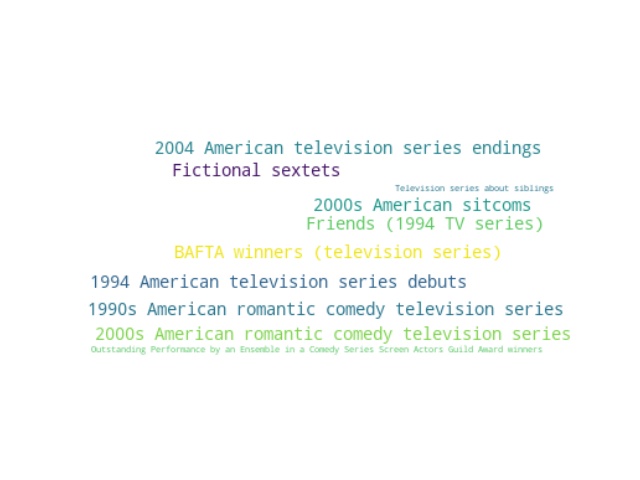 2004 American television series endings
Fictional sextets
Television series about siblings
2000s American sitcoms
Friends (1994 TV series)
BAFTA winners (television series)
1994 American television series debuts
1990s American romantic comedy television series
2000s American romantic comedy television series
Outstanding Performance by an Ensemble in a Comedy Series Screen Actors Guild Award winners